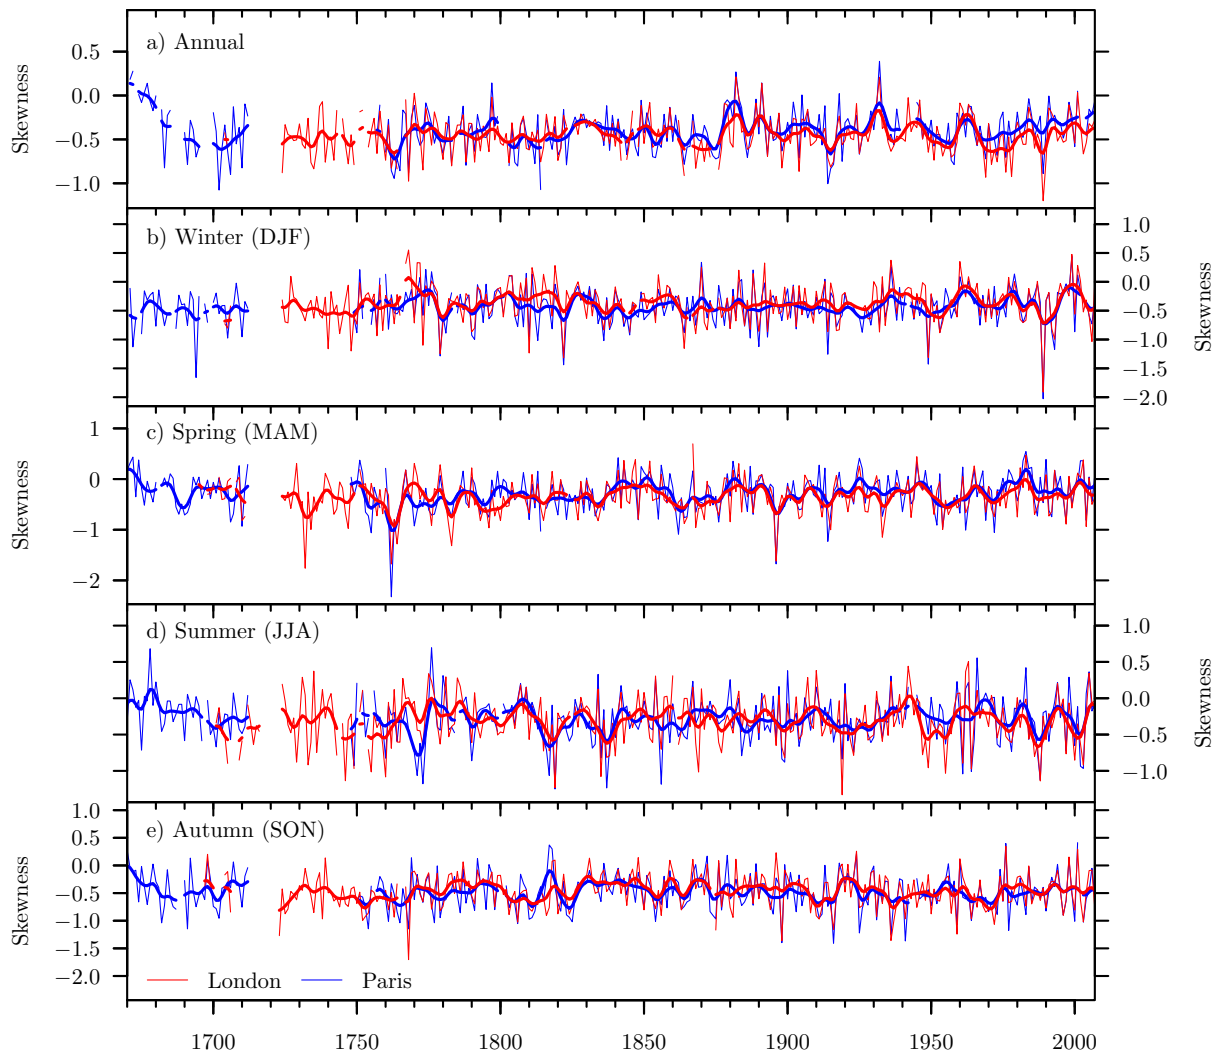 a) Annual
0.5
0.0
−0.5
−1.0
Skewness
b) Winter (DJF)
1.0
0.5
0.0
−0.5
−1.0
−1.5
−2.0
Skewness
c) Spring (MAM)
1
0
−1
−2
Skewness
d) Summer (JJA)
1.0
0.5
0.0
−0.5
−1.0
Skewness
e) Autumn (SON)
1.0
0.5
0.0
−0.5
−1.0
−1.5
−2.0
Skewness
London Paris
1700 1750 1800 1850 1900 1950 2000